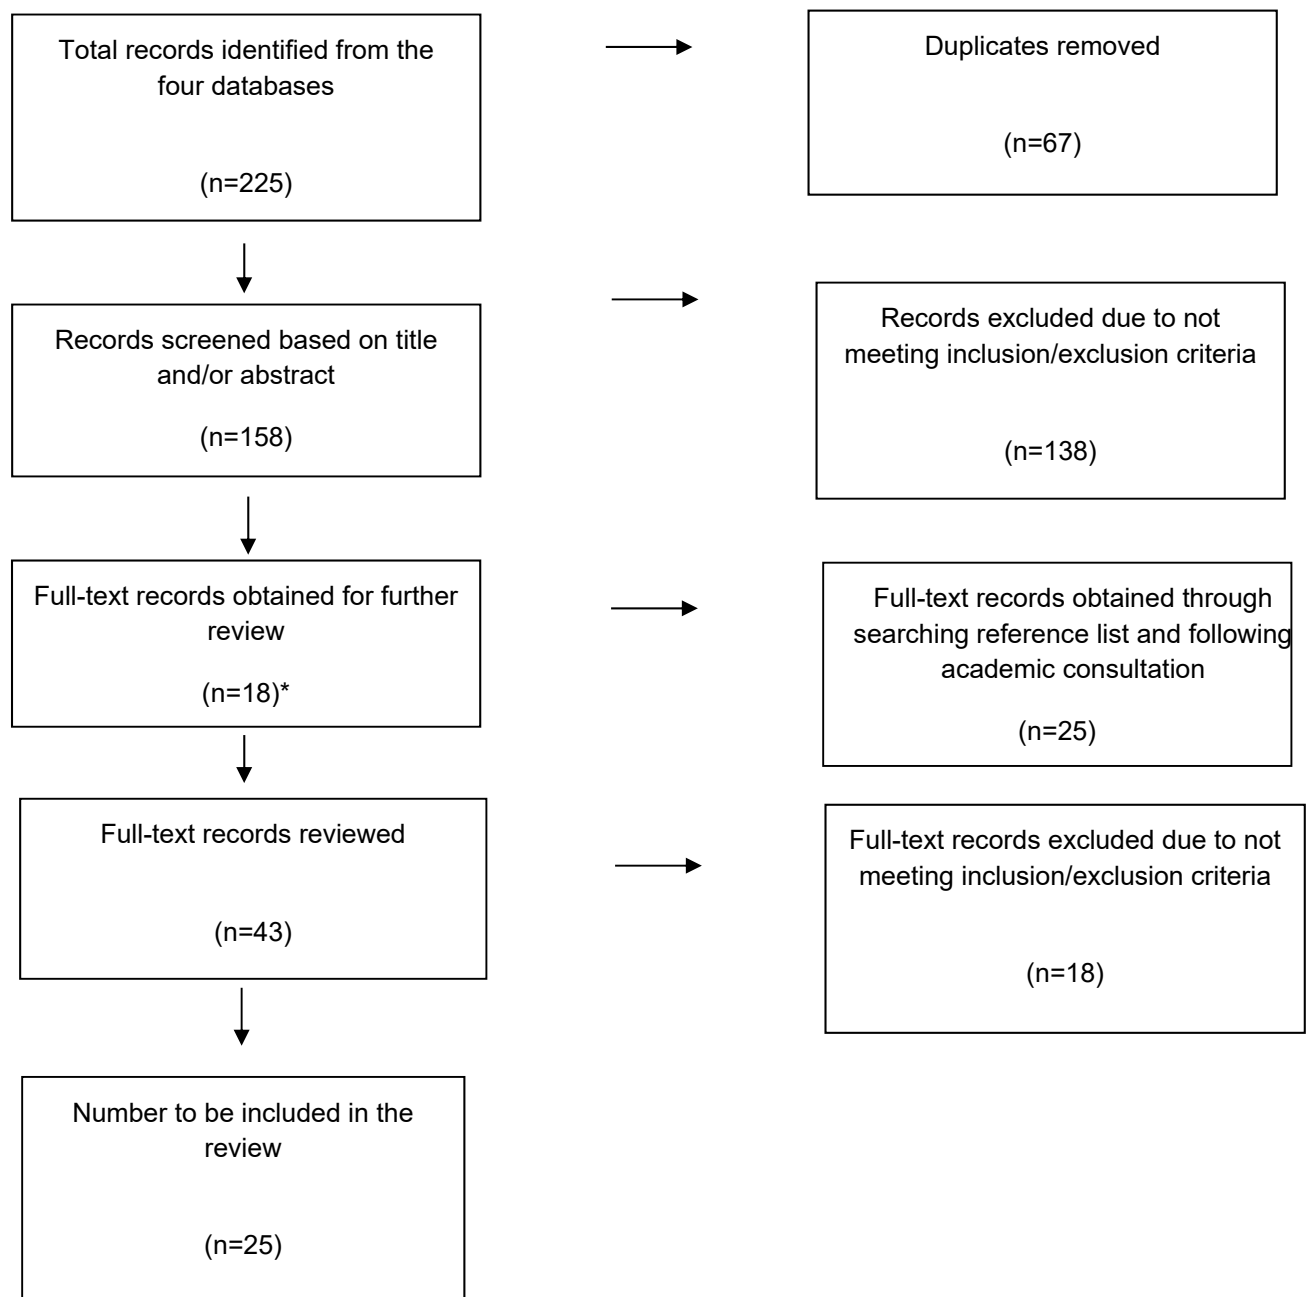 Total records identified from the
four databases
(n=225)
Duplicates removed
(n=67)
Records screened based on title
and/or abstract
(n=158)
Records excluded due to not
meeting inclusion/exclusion criteria
(n=138)
Full-text records obtained for further
review
(n=18)*
Full-text records obtained through
searching reference list and following
academic consultation
(n=25)
Full-text records reviewed
(n=43)
Full-text records excluded due to not
meeting inclusion/exclusion criteria
(n=18)
Number to be included in the
review
(n=25)